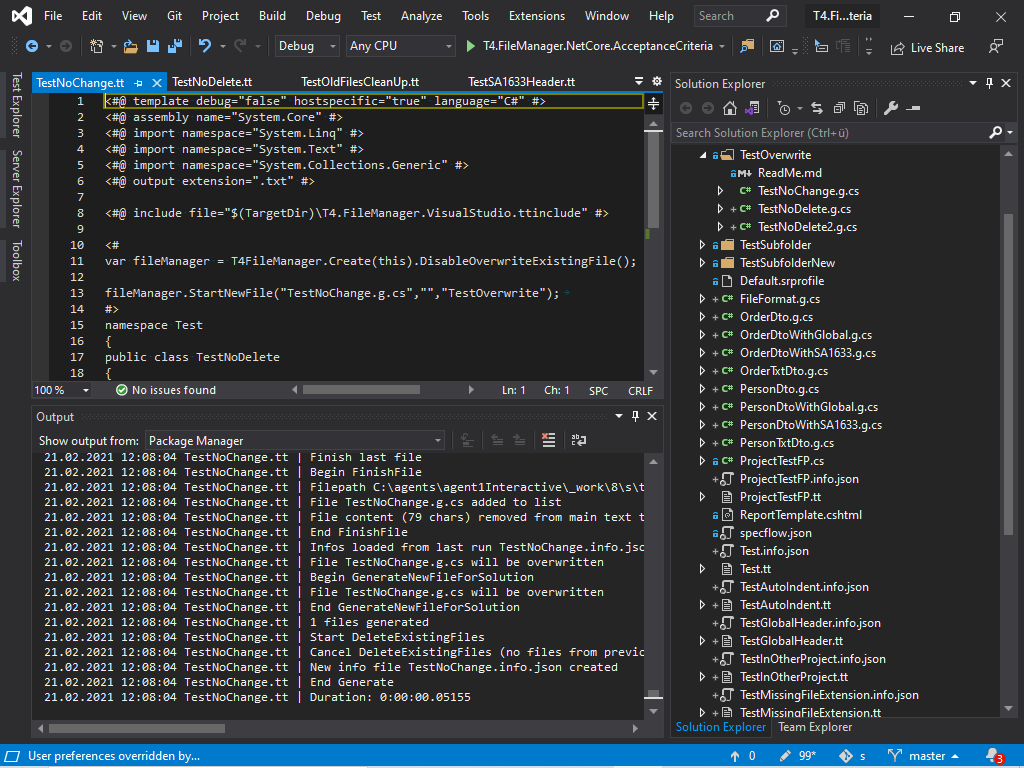 File Edit View Git Project Build Debug Test Analyze Tools Extensions Window Help Search T4.Fi...teria
Debug Any CPU T4.FileManager.NetCore.AcceptanceCriteria Live Share
Test Explorer
Server Explorer
Toolbox
TestNoChange.tt TestNoDelete.tt TestOldFilesCleanUp.tt TestSA1633Header.tt
1 <#@ template debug="false" hostspecific="true" language="C#" #>
2 <#@ assembly name="System.Core" #>
3 <#@ import namespace="System.Linq" #>
4 <#@ import namespace="System.Text" #>
5 <#@ import namespace="System.Collections.Generic" #>
6 <#@ output extension=".txt" #>
7
8 <#@ include file="$(TargetDir)\T4.FileManager.VisualStudio.ttinclude" #>
9
10 <#
11 var fileManager = T4FileManager.Create(this).DisableOverwriteExistingFile();
12
13 fileManager.StartNewFile("TestNoChange.g.cs","","TestOverwrite");
14 #>
15 namespace Test
16 {
17 public class TestNoDelete
18 {
100 % No issues found Ln: 1 Ch: 1 SPC CRLF
Output
Show output from: Package Manager
21.02.2021 12:08:04 TestNoChange.tt | Finish last file
21.02.2021 12:08:04 TestNoChange.tt | Begin FinishFile
21.02.2021 12:08:04 TestNoChange.tt | Filepath C:\agents\agent1Interactive\_work\8\s\t
21.02.2021 12:08:04 TestNoChange.tt | File TestNoChange.g.cs added to list
21.02.2021 12:08:04 TestNoChange.tt | File content (79 chars) removed from main text t
21.02.2021 12:08:04 TestNoChange.tt | End FinishFile
21.02.2021 12:08:04 TestNoChange.tt | Infos loaded from last run TestNoChange.info.jso
21.02.2021 12:08:04 TestNoChange.tt | File TestNoChange.g.cs will be overwritten
21.02.2021 12:08:04 TestNoChange.tt | Begin GenerateNewFileForSolution
21.02.2021 12:08:04 TestNoChange.tt | File TestNoChange.g.cs will be overwritten
21.02.2021 12:08:04 TestNoChange.tt | End GenerateNewFileForSolution
21.02.2021 12:08:04 TestNoChange.tt | 1 files generated
21.02.2021 12:08:04 TestNoChange.tt | Start DeleteExistingFiles
21.02.2021 12:08:04 TestNoChange.tt | Cancel DeleteExistingFiles (no files from previo
21.02.2021 12:08:04 TestNoChange.tt | New info file TestNoChange.info.json created
21.02.2021 12:08:04 TestNoChange.tt | End Generate
21.02.2021 12:08:04 TestNoChange.tt | Duration: 0:00:00.05155
Solution Explorer
Search Solution Explorer (Ctrl+ü)
TestOverwrite
M+ ReadMe.md
C# TestNoChange.g.cs
+ C# TestNoDelete.g.cs
+ C# TestNoDelete2.g.cs
TestSubfolder
TestSubfolderNew
Default.srprofile
+ C# FileFormat.g.cs
+ C# OrderDto.g.cs
+ C# OrderDtoWithGlobal.g.cs
+ C# OrderDtoWithSA1633.g.cs
+ C# OrderTxtDto.g.cs
+ C# PersonDto.g.cs
+ C# PersonDtoWithGlobal.g.cs
+ C# PersonDtoWithSA1633.g.cs
+ C# PersonTxtDto.g.cs
C# ProjectTestFP.cs
+ ProjectTestFP.info.json
ProjectTestFP.tt
ReportTemplate.cshtml
specflow.json
+ Test.info.json
Test.tt
+ TestAutoIndent.info.json
+ TestAutoIndent.tt
+ TestGlobalHeader.info.json
+ TestGlobalHeader.tt
+ TestInOtherProject.info.json
+ TestInOtherProject.tt
+ TestMissingFileExtension.info.json
+ TestMissingFileExtension.tt
Solution Explorer Team Explorer
User preferences overridden by... 0 99* s master 3